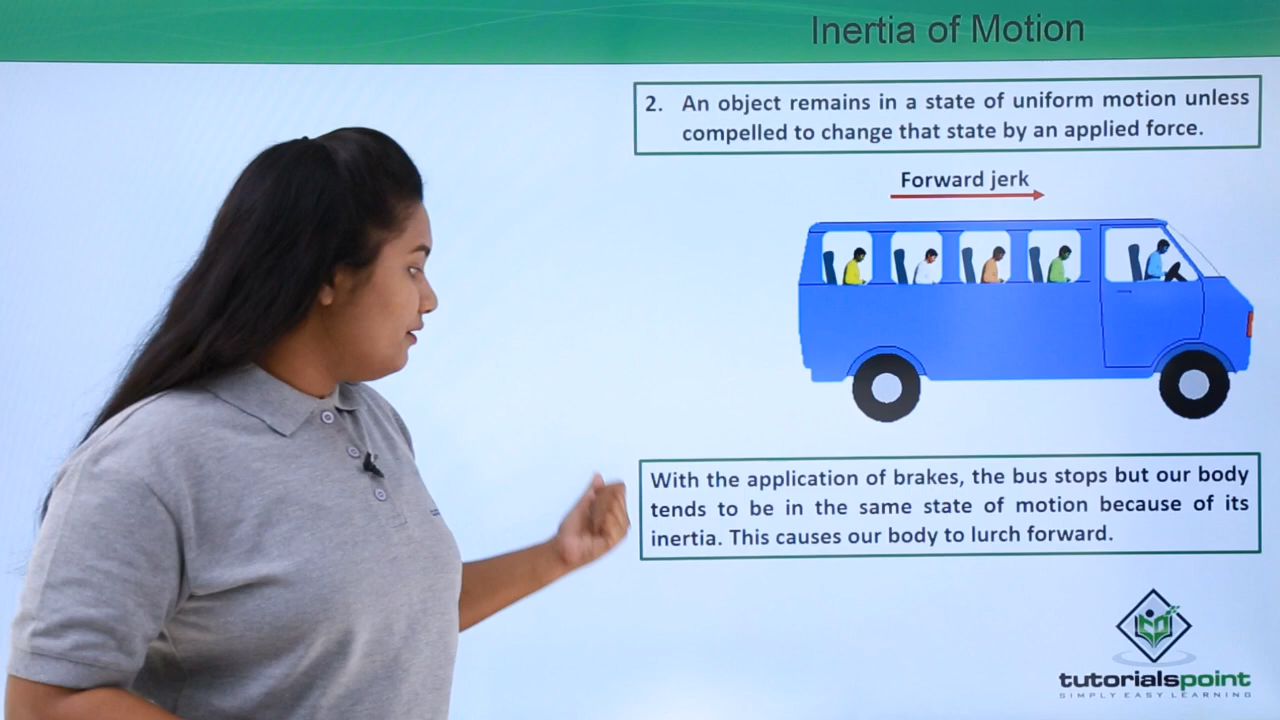 Inertia of Motion
2. An object remains in a state of uniform motion unless
compelled to change that state by an applied force.
Forward jerk
With the application of brakes, the bus stops but our body
tends to be in the same state of motion because of its
inertia. This causes our body to lurch forward.
tutorialspoint
SIMPLY EASY LEARNING